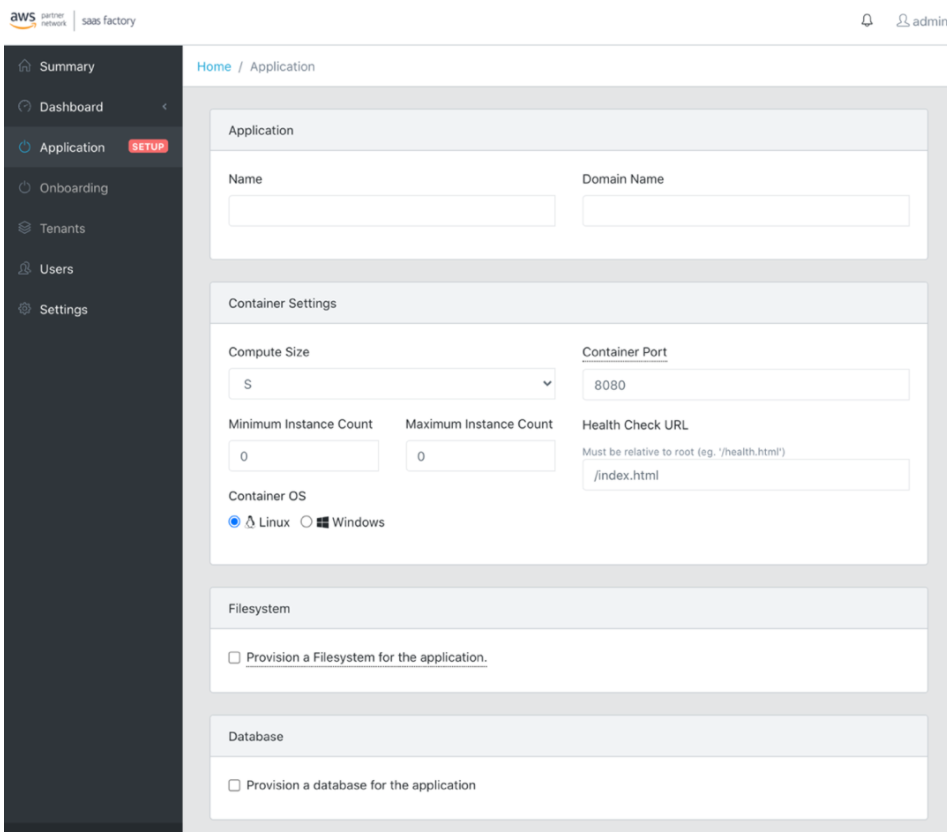 aws partner network saas factory admin
Summary
Dashboard
Application SETUP
Onboarding
Tenants
Users
Settings
Home / Application
Application
Name Domain Name
Container Settings
Compute Size Container Port
S 8080
Minimum Instance Count Maximum Instance Count Health Check URL
Must be relative to root (eg. '/health.html')
0 0 /index.html
Container OS
Linux Windows
Filesystem
Provision a Filesystem for the application.
Database
Provision a database for the application